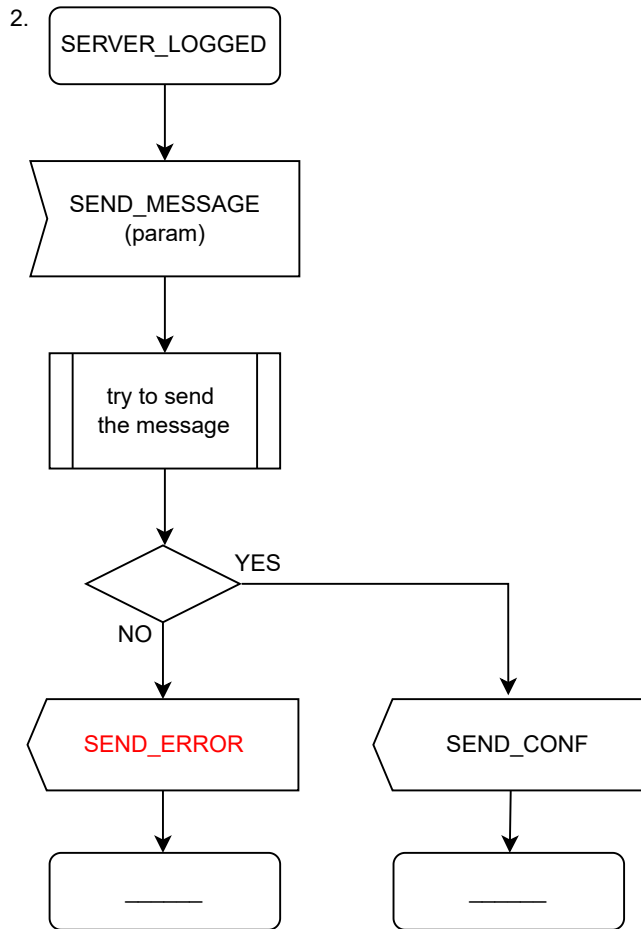 2.
SERVER_LOGGED
SEND_MESSAGE
(param)
try to send
the message
YES
NO
SEND_ERROR
SEND_CONF
______
______